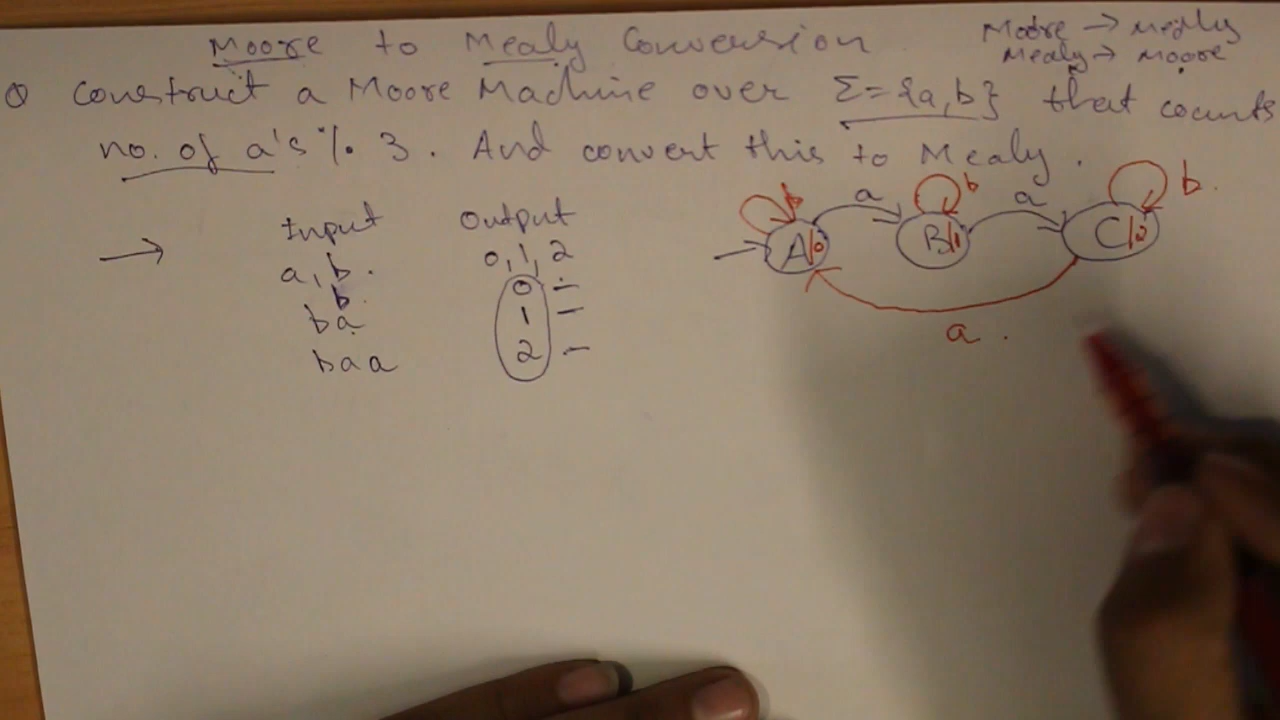 Moore to Mealy Conversion
Moore → Mealy
Mealy → Moore
Q Construct a Moore Machine over Σ={a,b} that counts
no. of a's % 3. And convert this to Mealy.
Input Output
a,b. 0,1,2
b. 0
ba 1
baa 2
b a b a b
A/0 B/1 C/2
a.